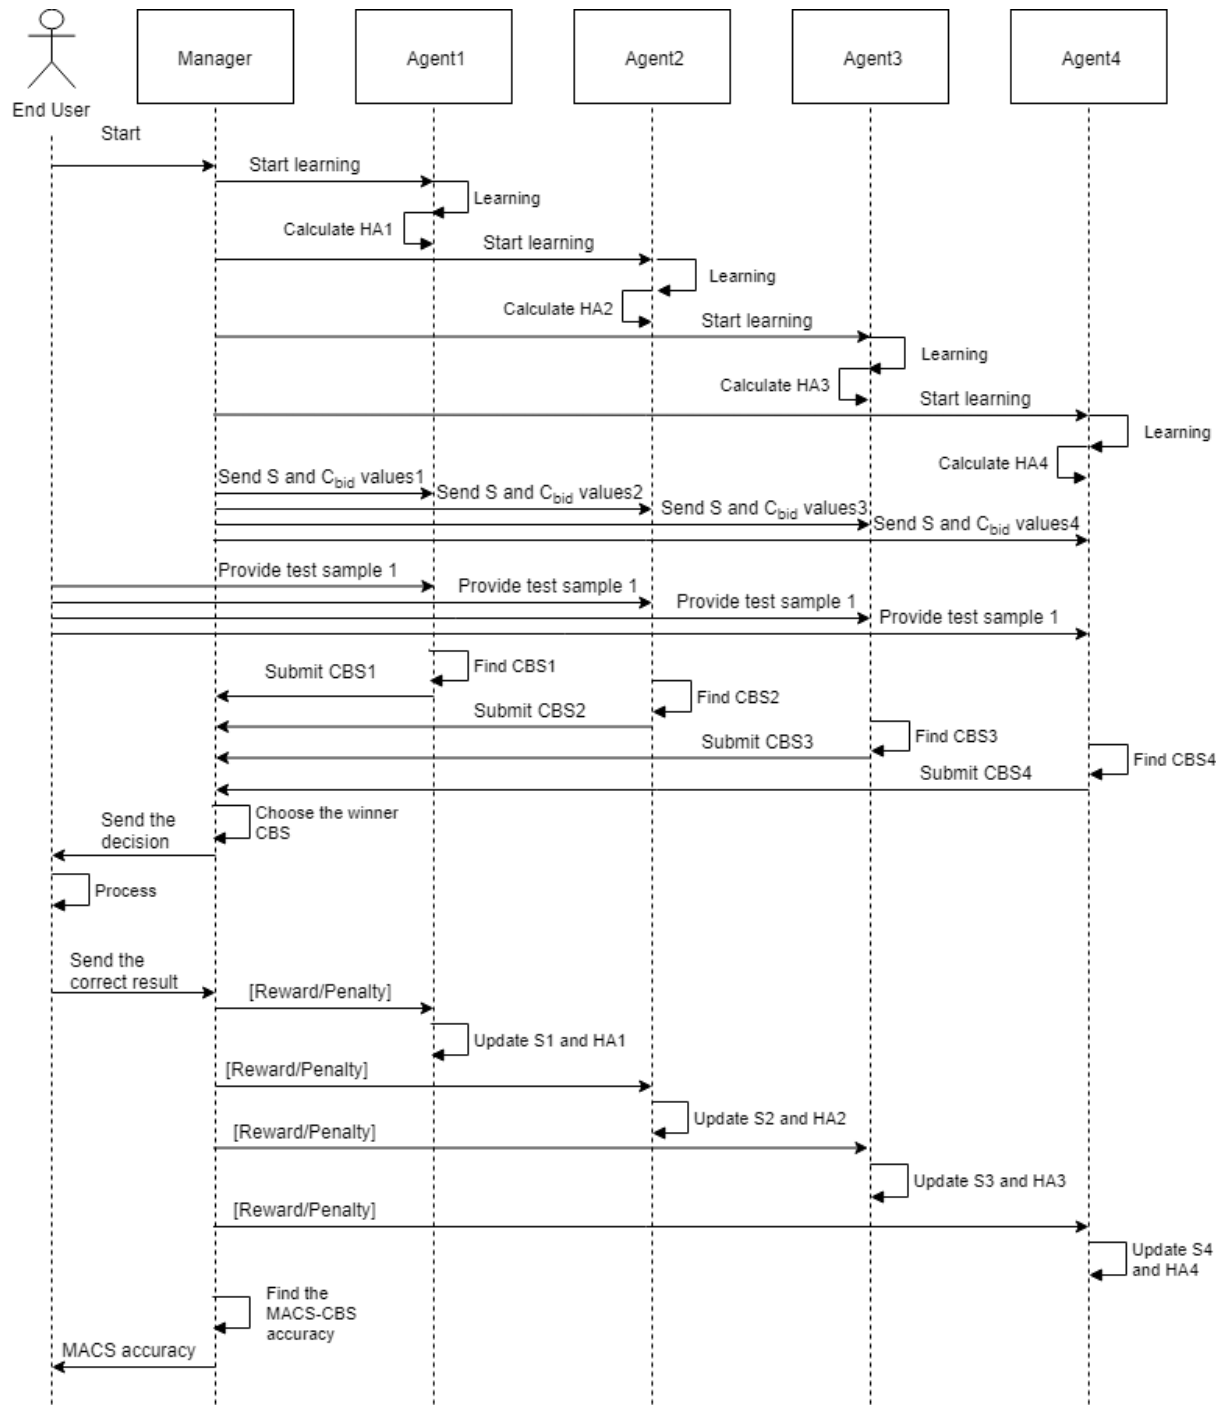 Manager
Agent1
Agent2
Agent3
Agent4
End User
Start
Start learning
Learning
Calculate HA1
Start learning
Learning
Calculate HA2
Start learning
Learning
Calculate HA3
Start learning
Learning
Calculate HA4
Send S and Cbid values1
Send S and Cbid values2
Send S and Cbid values3
Send S and Cbid values4
Provide test sample 1
Provide test sample 1
Provide test sample 1
Provide test sample 1
Find CBS1
Submit CBS1
Find CBS2
Submit CBS2
Find CBS3
Submit CBS3
Find CBS4
Submit CBS4
Choose the winner
CBS
Send the
decision
Process
Send the
correct result
[Reward/Penalty]
Update S1 and HA1
[Reward/Penalty]
Update S2 and HA2
[Reward/Penalty]
Update S3 and HA3
[Reward/Penalty]
Update S4
and HA4
Find the
MACS-CBS
accuracy
MACS accuracy